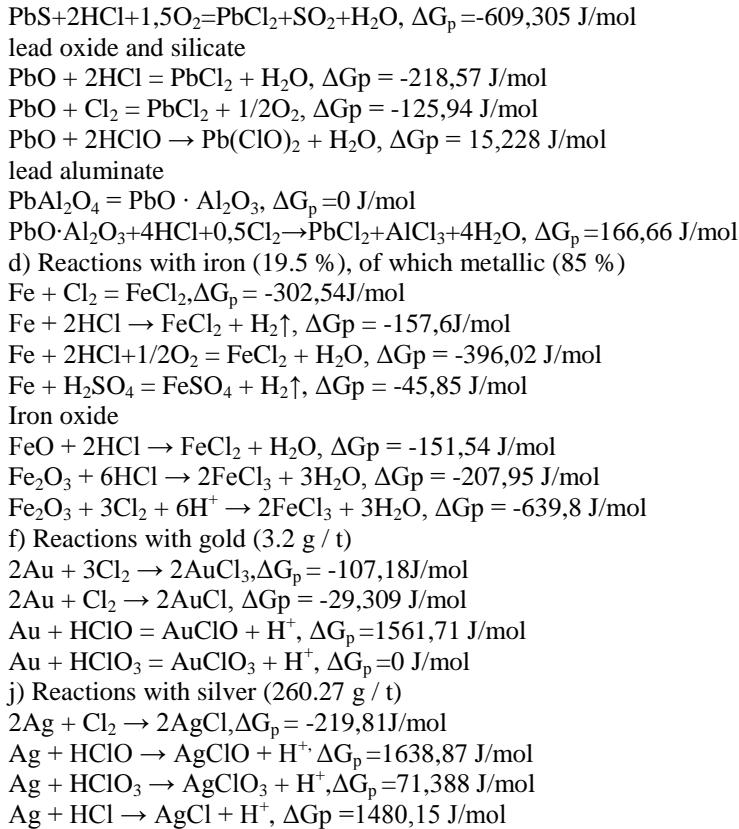 PbS+2HCl+1,5O₂=PbCl₂+SO₂+H₂O, ΔGₚ=-609,305 J/mol
lead oxide and silicate
PbO + 2HCl = PbCl₂ + H₂O, ΔGp = -218,57 J/mol
PbO + Cl₂ = PbCl₂ + 1/2O₂, ΔGp = -125,94 J/mol
PbO + 2HClO → Pb(ClO)₂ + H₂O, ΔGp = 15,228 J/mol
lead aluminate
PbAl₂O₄ = PbO · Al₂O₃, ΔGₚ=0 J/mol
PbO·Al₂O₃+4HCl+0,5Cl₂→PbCl₂+AlCl₃+4H₂O, ΔGₚ=166,66 J/mol
d) Reactions with iron (19.5 %), of which metallic (85 %)
Fe + Cl₂ = FeCl₂,ΔGₚ= -302,54J/mol
Fe + 2HCl → FeCl₂ + H₂↑, ΔGp = -157,6J/mol
Fe + 2HCl+1/2O₂ = FeCl₂ + H₂O, ΔGp = -396,02 J/mol
Fe + H₂SO₄ = FeSO₄ + H₂↑, ΔGp = -45,85 J/mol
Iron oxide
FeO + 2HCl → FeCl₂ + H₂O, ΔGp = -151,54 J/mol
Fe₂O₃ + 6HCl → 2FeCl₃ + 3H₂O, ΔGp = -207,95 J/mol
Fe₂O₃ + 3Cl₂ + 6H⁺ → 2FeCl₃ + 3H₂O, ΔGp = -639,8 J/mol
f) Reactions with gold (3.2 g / t)
2Au + 3Cl₂ → 2AuCl₃,ΔGₚ= -107,18J/mol
2Au + Cl₂ → 2AuCl, ΔGp = -29,309 J/mol
Au + HClO = AuClO + H⁺, ΔGₚ=1561,71 J/mol
Au + HClO₃ = AuClO₃ + H⁺, ΔGₚ=0 J/mol
j) Reactions with silver (260.27 g / t)
2Ag + Cl₂ → 2AgCl,ΔGₚ= -219,81J/mol
Ag + HClO → AgClO + H⁺, ΔGₚ=1638,87 J/mol
Ag + HClO₃ → AgClO₃ + H⁺,ΔGₚ=71,388 J/mol
Ag + HCl → AgCl + H⁺, ΔGp =1480,15 J/mol